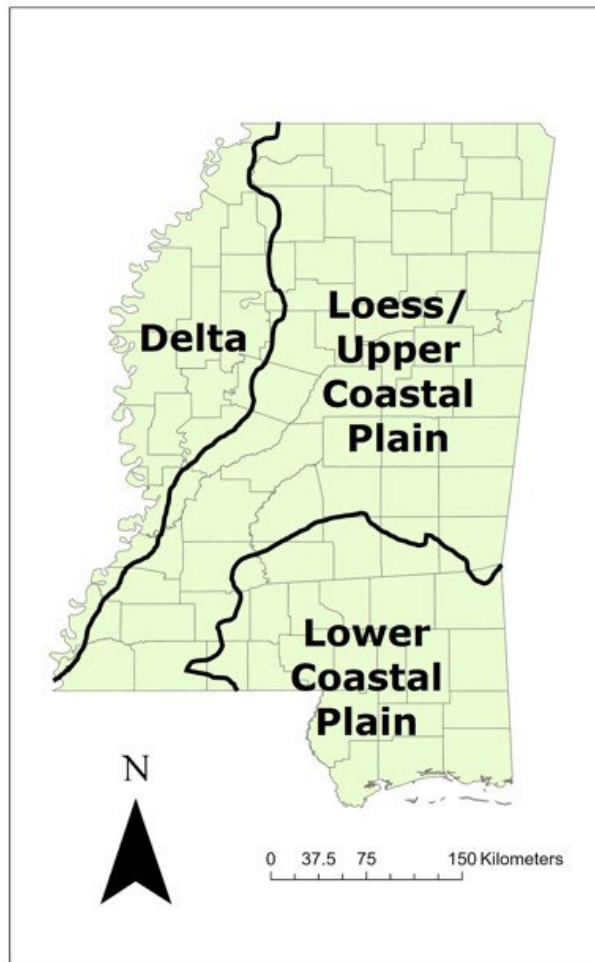 Delta
Loess/
Upper
Coastal
Plain
Lower
Coastal
Plain
N
0 37.5 75 150 Kilometers